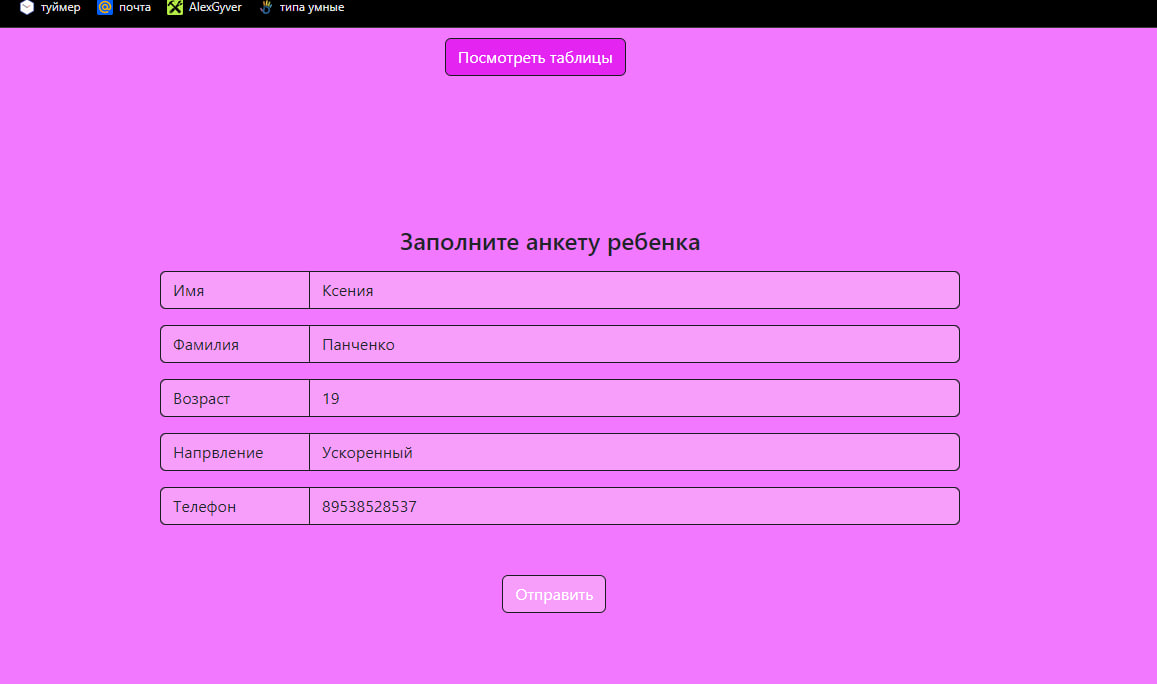 туймер почта AlexGyver типа умные
Посмотреть таблицы
Заполните анкету ребенка
Имя Ксения
Фамилия Панченко
Возраст 19
Напрвление Ускоренный
Телефон 89538528537
Отправить